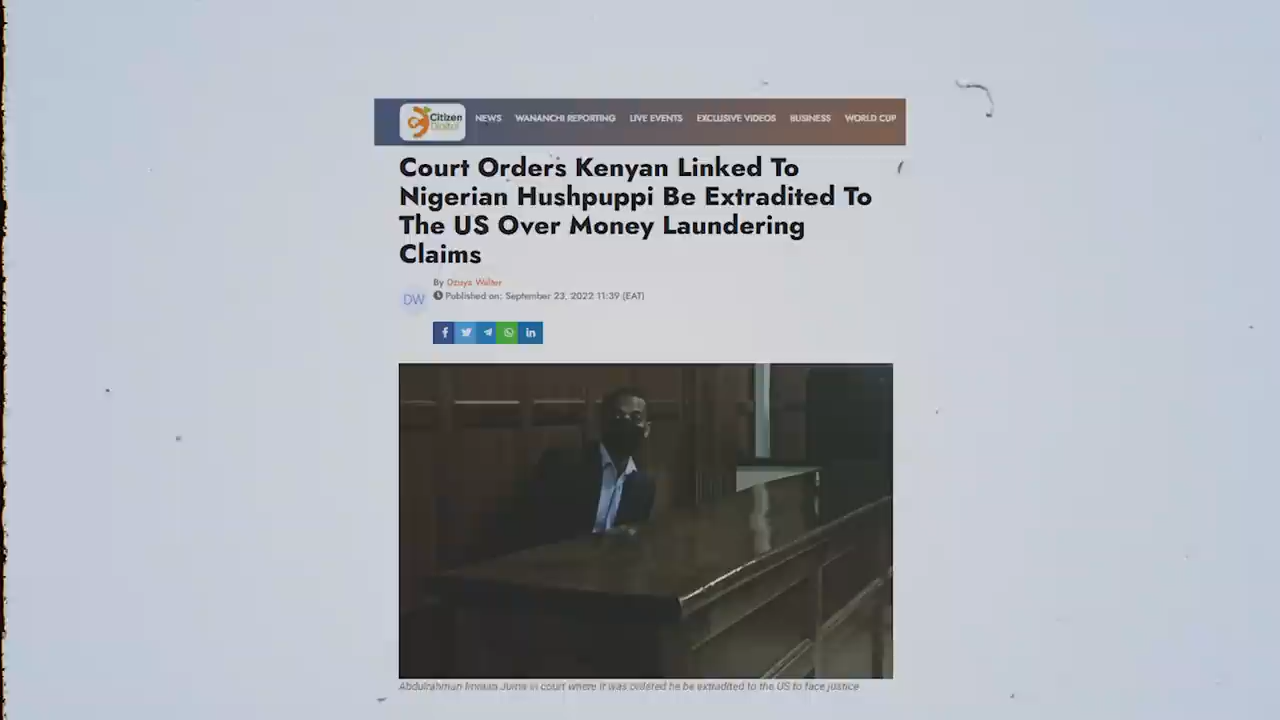 Citizen
Digital
NEWS WANANCHI REPORTING LIVE EVENTS EXCLUSIVE VIDEOS BUSINESS WORLD CUP
Court Orders Kenyan Linked To
Nigerian Hushpuppi Be Extradited To
The US Over Money Laundering
Claims
By Dzuya Walter
DW
Published on: September 23, 2022 11:39 (EAT)
Abdulrahman Imraan Juma in court where it was ordered he be extradited to the US to face justice